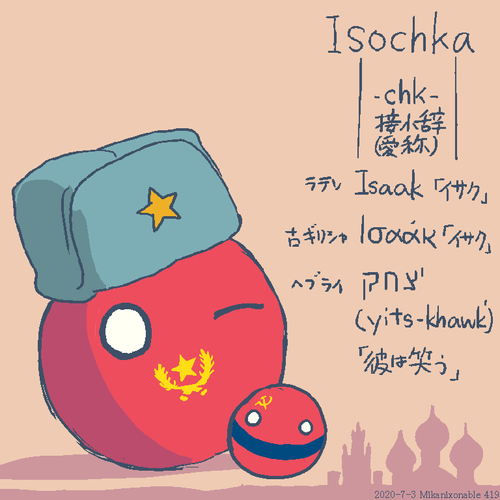 Isochka
-chk-
接小辞
(愛称)
ラテン Isaak「イサク」
古ギリシャ Ισαάκ「イサク」
ヘブライ יצחק
(yits-khawk')
「彼は笑う」
2020-7-3 MikanIxonable 419